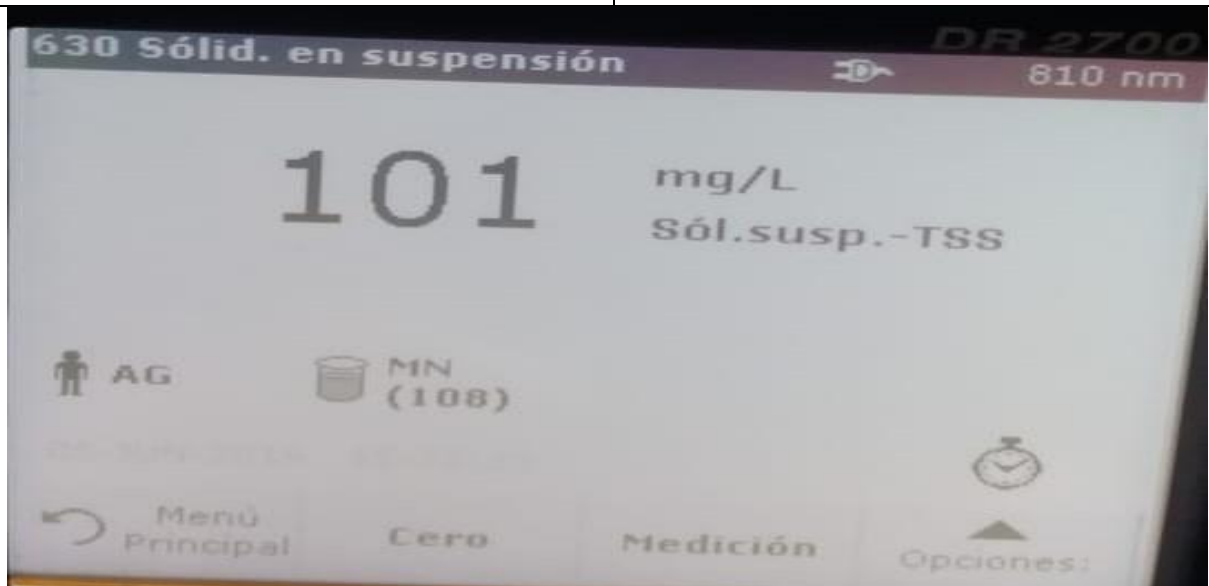 DR 2700
630 Sólid. en suspensión 810 nm
101 mg/L
Sól.susp.-TSS
AG MN
(108)
Menú
Principal Cero Medición Opciones: